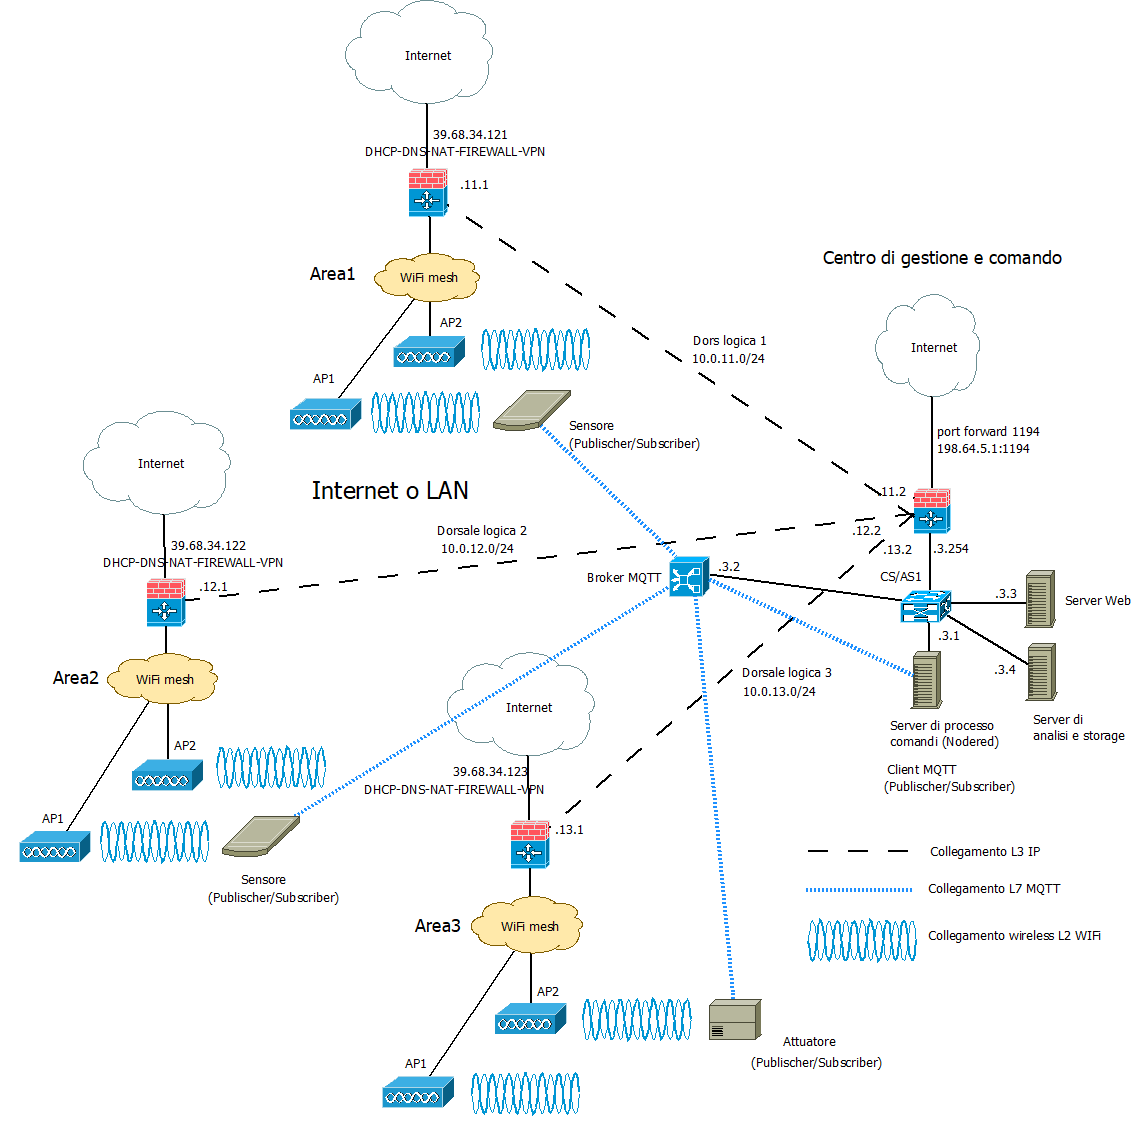 Internet
39.68.34.121
DHCP-DNS-NAT-FIREWALL-VPN
.11.1
Area1
WiFi mesh
AP2
AP1
Sensore
(Publischer/Subscriber)
Centro di gestione e comando
Internet
Dors logica 1
10.0.11.0/24
port forward 1194
198.64.5.1:1194
.11.2
.12.2
.13.2
.3.254
CS/AS1
Internet
Internet o LAN
39.68.34.122
DHCP-DNS-NAT-FIREWALL-VPN
.12.1
Dorsale logica 2
10.0.12.0/24
Broker MQTT
.3.2
.3.3
Server Web
.3.1
.3.4
Server di
analisi e storage
Server di processo
comandi (Nodered)
Client MQTT
(Publischer/Subscriber)
Area2
WiFi mesh
AP2
AP1
Sensore
(Publischer/Subscriber)
Internet
Dorsale logica 3
10.0.13.0/24
39.68.34.123
DHCP-DNS-NAT-FIREWALL-VPN
.13.1
Area3
WiFi mesh
AP2
AP1
Attuatore
(Publischer/Subscriber)
Collegamento L3 IP
Collegamento L7 MQTT
Collegamento wireless L2 WIFi